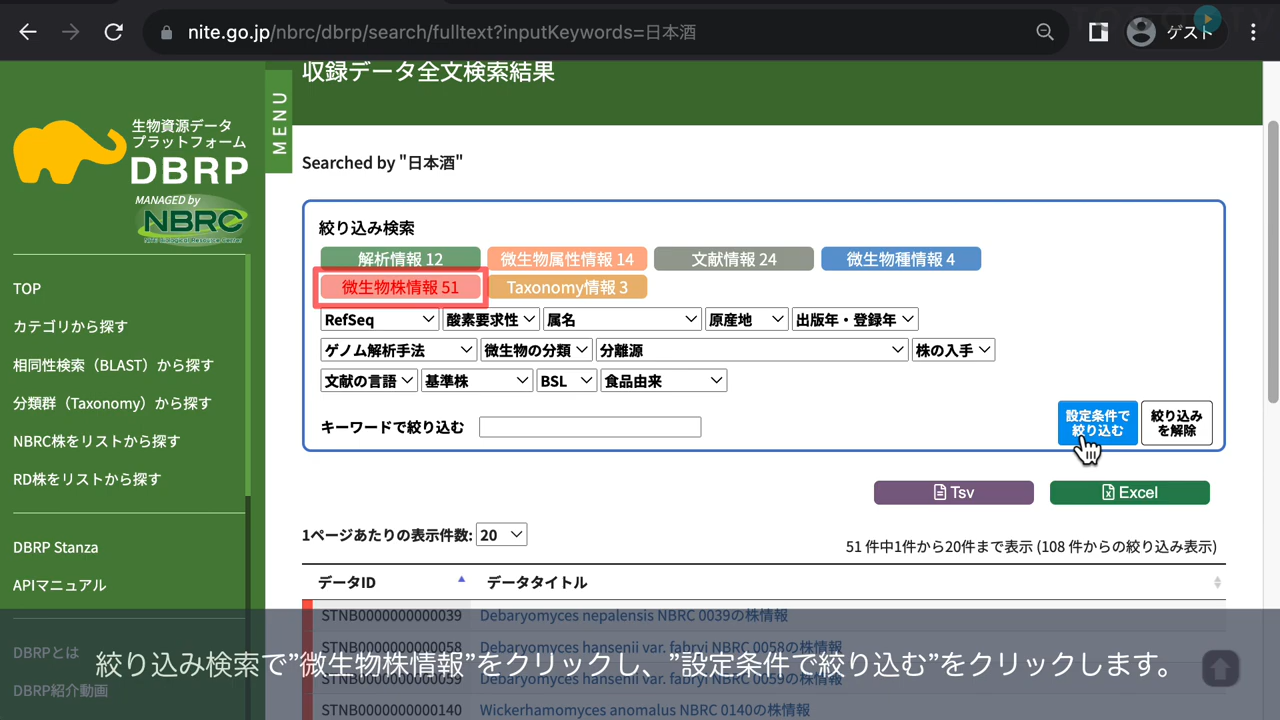 nite.go.jp/nbrc/dbrp/search/fulltext?inputKeywords=日本酒
ゲスト
収録データ全文検索結果
MENU
生物資源データ
プラットフォーム
DBRP
MANAGED by
NBRC
TOP
カテゴリから探す
相同性検索（BLAST）から探す
分類群（Taxonomy）から探す
NBRC株をリストから探す
RD株をリストから探す
DBRP Stanza
APIマニュアル
DBRPとは
DBRP紹介動画
Searched by "日本酒"
絞り込み検索
解析情報 12
微生物属性情報 14
文献情報 24
微生物種情報 4
微生物株情報 51
Taxonomy情報 3
RefSeq
酸素要求性
属名
原産地
出版年・登録年
ゲノム解析手法
微生物の分類
分離源
株の入手
文献の言語
基準株
BSL
食品由来
キーワードで絞り込む
設定条件で
絞り込む
絞り込み
を解除
Tsv
Excel
1ページあたりの表示件数: 20
51 件中1件から20件まで表示 (108 件からの絞り込み表示)
データID
データタイトル
STNB0000000000039 Debaryomyces nepalensis NBRC 0039の株情報
STNB0000000000058 Debaryomyces hansenii var. fabryi NBRC 0058の株情報
STNB0000000000059 Debaryomyces hansenii var. fabryi NBRC 0059の株情報
STNB0000000000140 Wickerhamomyces anomalus NBRC 0140の株情報
絞り込み検索で”微生物株情報”をクリックし、”設定条件で絞り込む”をクリックします。